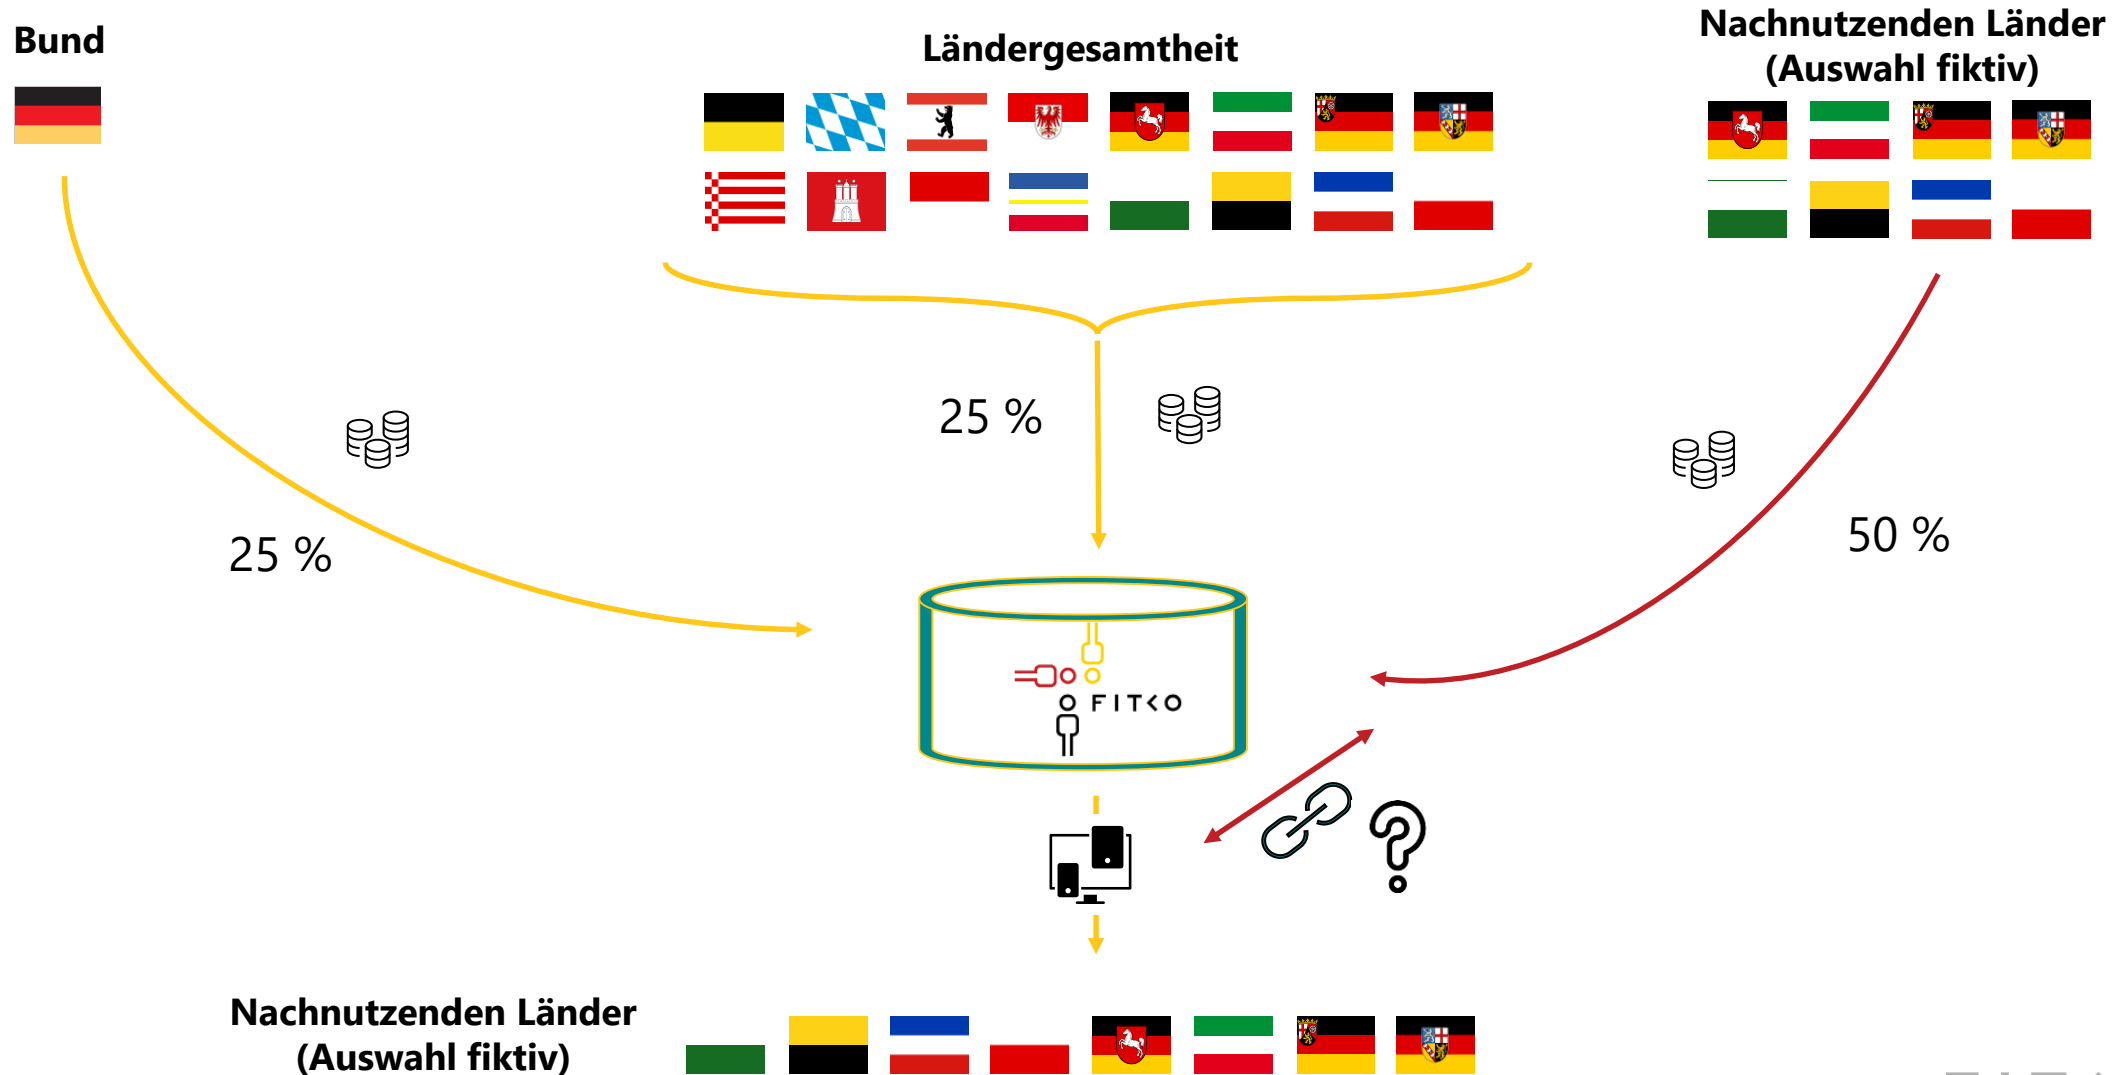 Bund
Ländergesamtheit
Nachnutzenden Länder
(Auswahl fiktiv)
25 %
25 %
50 %
FITKO
Nachnutzenden Länder
(Auswahl fiktiv)